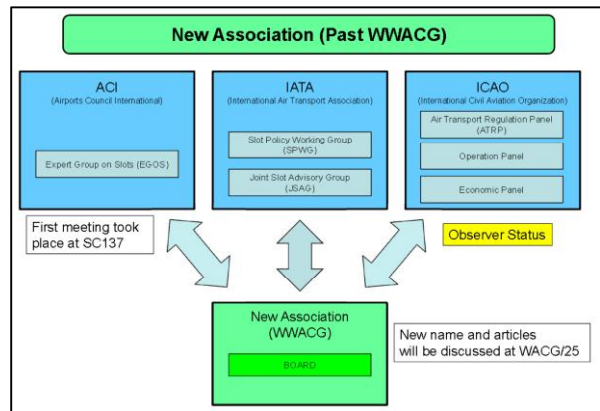 New Association (Past WWACG)
ACI
(Airports Council International)
Expert Group on Slots (EGOS)
IATA
(International Air Transport Association)
Slot Policy Working Group
(SPWG)
Joint Slot Advisory Group
(JSAG)
ICAO
(International Civil Aviation Organization)
Air Transport Regulation Panel
(ATRP)
Operation Panel
Economic Panel
First meeting took
place at SC137
Observer Status
New Association
(WWACG)
BOARD
New name and articles
will be discussed at WACG/25